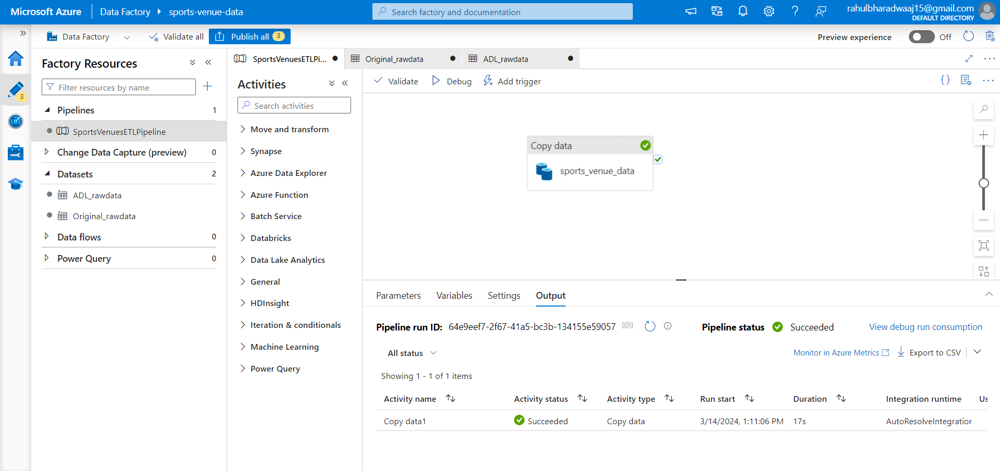 Microsoft Azure
Data Factory
sports-venue-data
Search factory and documentation
rahulbharadwaaj15@gmail.com
DEFAULT DIRECTORY
Data Factory
Validate all
Publish all 3
Preview experience
Off
3
Factory Resources
Filter resources by name
Pipelines 1
SportsVenuesETLPipeline
Change Data Capture (preview) 0
Datasets 2
ADL_rawdata
Original_rawdata
Data flows 0
Power Query 0
SportsVenuesETLPi...
Original_rawdata
ADL_rawdata
Activities
Search activities
Move and transform
Synapse
Azure Data Explorer
Azure Function
Batch Service
Databricks
Data Lake Analytics
General
HDInsight
Iteration & conditionals
Machine Learning
Power Query
Validate
Debug
Add trigger
Copy data
sports_venue_data
Parameters
Variables
Settings
Output
Pipeline run ID: 64e9eef7-2f67-41a5-bc3b-134155e59057
Pipeline status Succeeded
View debug run consumption
All status
Monitor in Azure Metrics
Export to CSV
Showing 1 - 1 of 1 items
Activity name Activity status Activity type Run start Duration Integration runtime Us
Copy data1 Succeeded Copy data 3/14/2024, 1:11:06 PM 17s AutoResolveIntegration